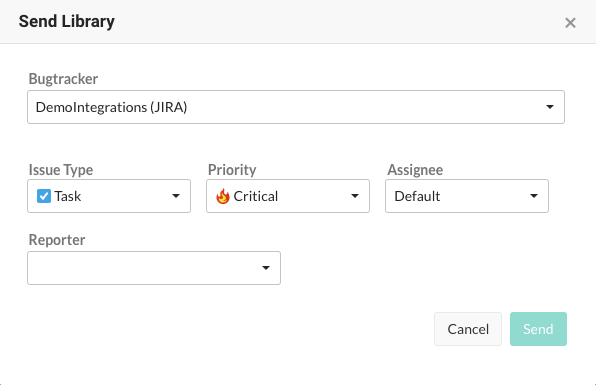 Send Library
Bugtracker
DemoIntegrations (JIRA)
Issue Type Priority Assignee
Task Critical Default
Reporter
Cancel Send